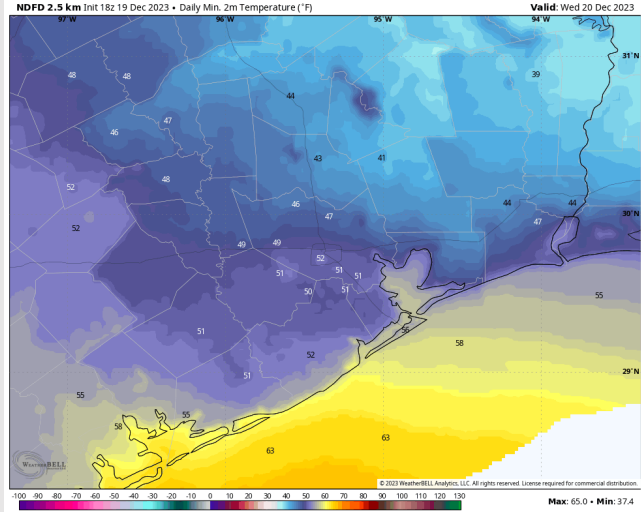 NDFD 2.5 km Init 18z 19 Dec 2023 • Daily Min. 2m Temperature (°F)
Valid: Wed 20 Dec 2023
97°W 96°W 95°W 94°W
31°N
48 48 39
44
47
46
43 41
48
52
46 44 44
30°N
47 47
52
49 49
52
51 51 51
50 51
55
56
51
58
52
29°N
51
55
55
58
63
63
WEATHERBELL
© 2023 WeatherBELL Analytics, LLC. All rights reserved. License required for commercial distribution.
-100 -90 -80 -70 -60 -50 -40 -30 -20 -10 0 10 20 30 40 50 60 70 80 90 100 110 120 130
Max: 65.0 • Min: 37.4